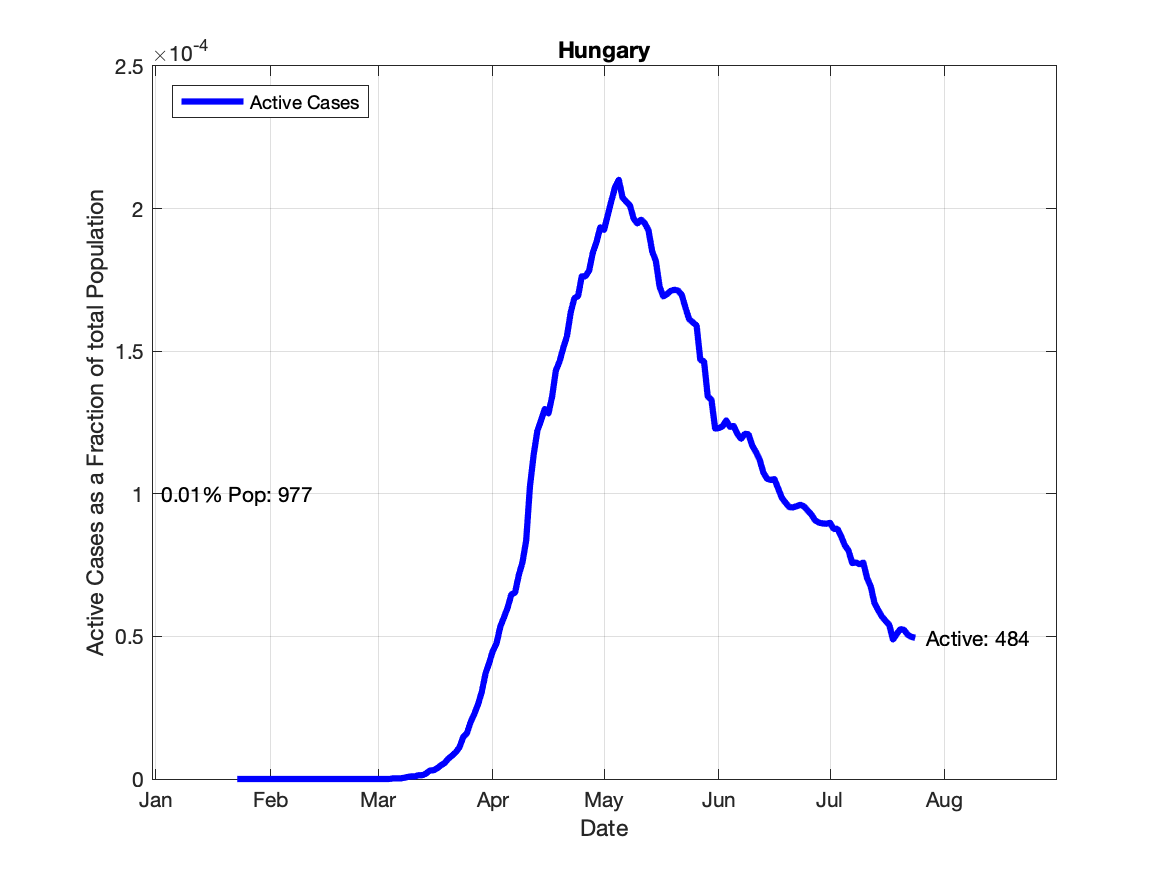 Hungary
×10-4
2.5
2
1.5
1
0.5
0
Active Cases as a Fraction of total Population
Active Cases
0.01% Pop: 977
Active: 484
Jan Feb Mar Apr May Jun Jul Aug
Date